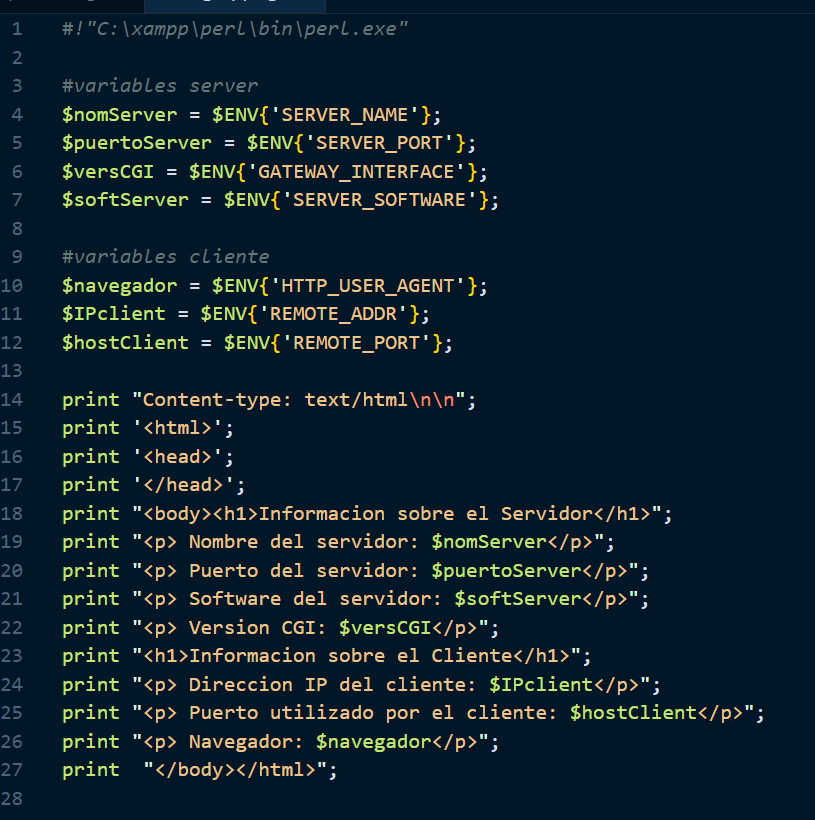 1 #!"C:\xampp\perl\bin\perl.exe"
2
3 #variables server
4 $nomServer = $ENV{'SERVER_NAME'};
5 $puertoServer = $ENV{'SERVER_PORT'};
6 $versCGI = $ENV{'GATEWAY_INTERFACE'};
7 $softServer = $ENV{'SERVER_SOFTWARE'};
8
9 #variables cliente
10 $navegador = $ENV{'HTTP_USER_AGENT'};
11 $IPclient = $ENV{'REMOTE_ADDR'};
12 $hostClient = $ENV{'REMOTE_PORT'};
13
14 print "Content-type: text/html\n\n";
15 print '<html>';
16 print '<head>';
17 print '</head>';
18 print "<body><h1>Informacion sobre el Servidor</h1>";
19 print "<p> Nombre del servidor: $nomServer</p>";
20 print "<p> Puerto del servidor: $puertoServer</p>";
21 print "<p> Software del servidor: $softServer</p>";
22 print "<p> Version CGI: $versCGI</p>";
23 print "<h1>Informacion sobre el Cliente</h1>";
24 print "<p> Direccion IP del cliente: $IPclient</p>";
25 print "<p> Puerto utilizado por el cliente: $hostClient</p>";
26 print "<p> Navegador: $navegador</p>";
27 print  "</body></html>";
28